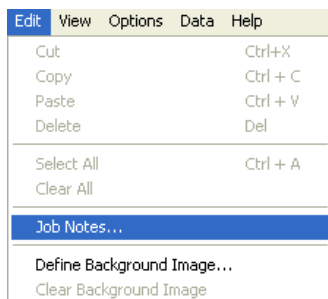 Edit View Options Data Help
Cut Ctrl+X
Copy Ctrl + C
Paste Ctrl + V
Delete Del
Select All Ctrl + A
Clear All
Job Notes...
Define Background Image...
Clear Background Image